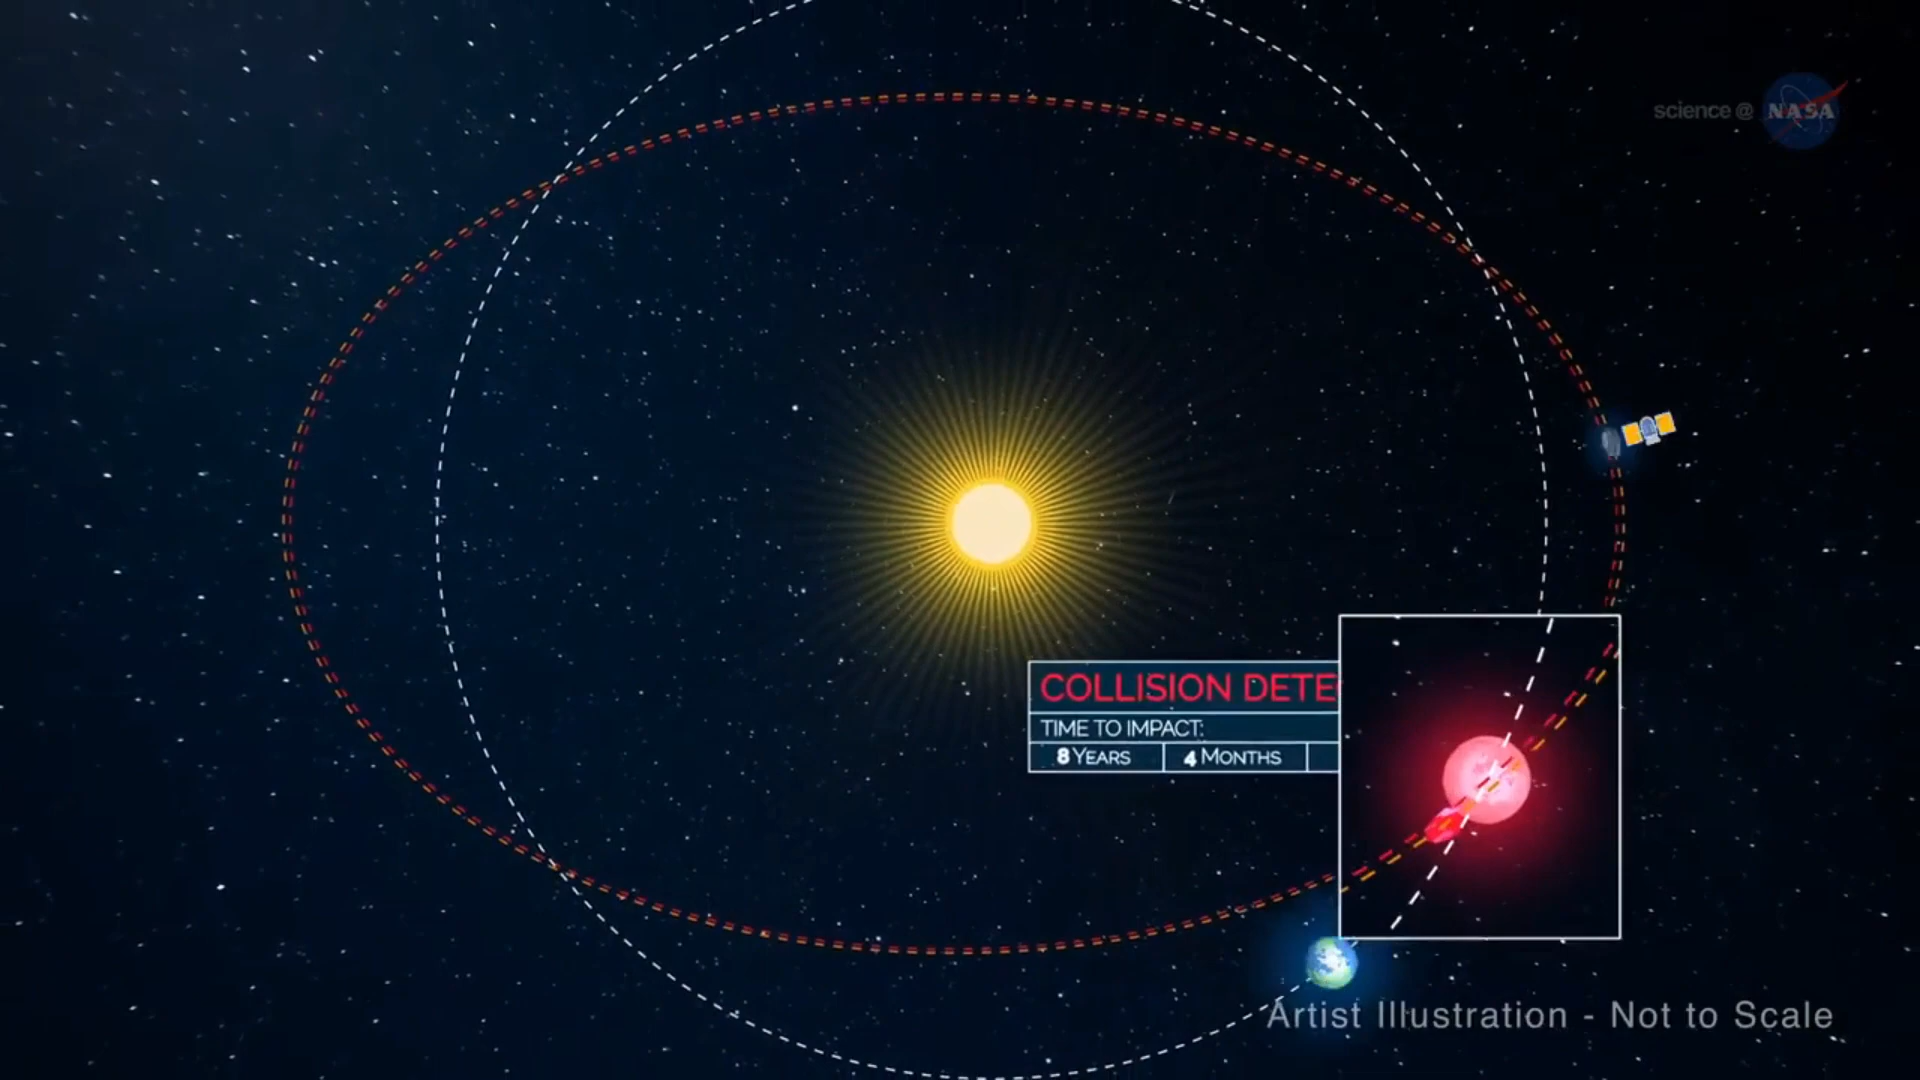 science @ NASA
COLLISION DETE
TIME TO IMPACT:
8 YEARS 4 MONTHS
Artist Illustration - Not to Scale